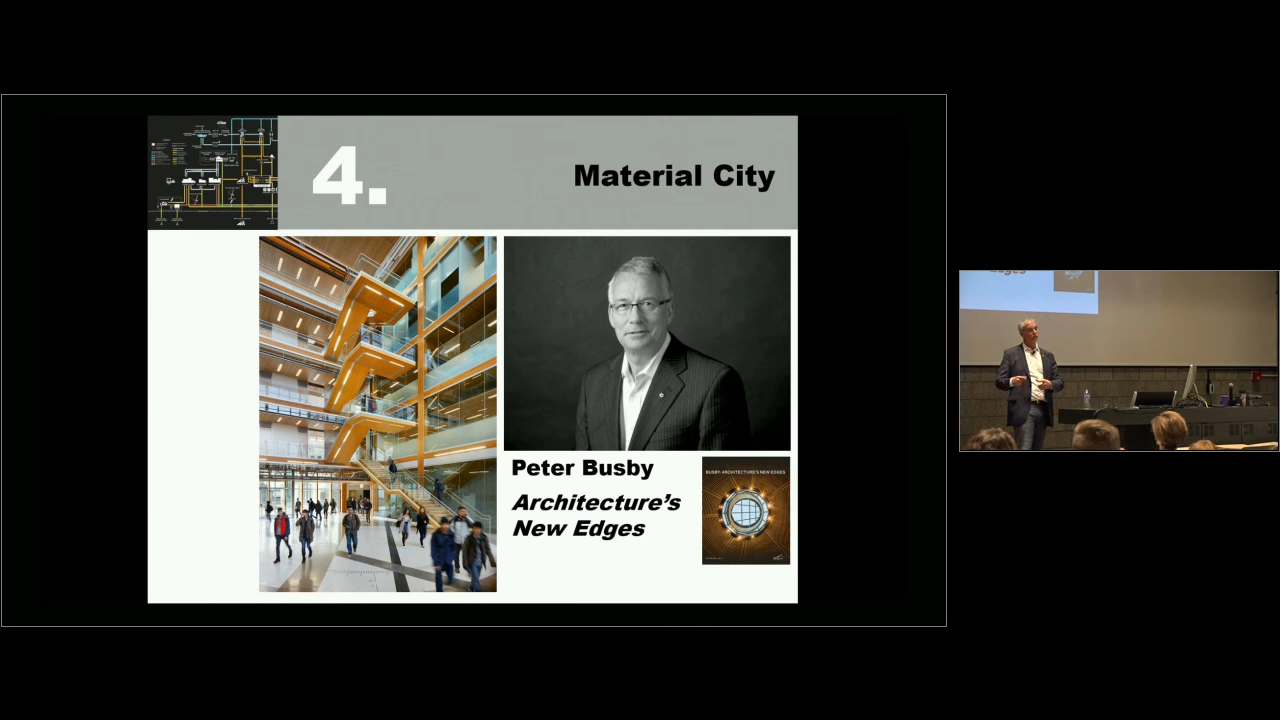 4.
Material City
Peter Busby
Architecture's
New Edges
BUSBY: ARCHITECTURE'S NEW EDGES